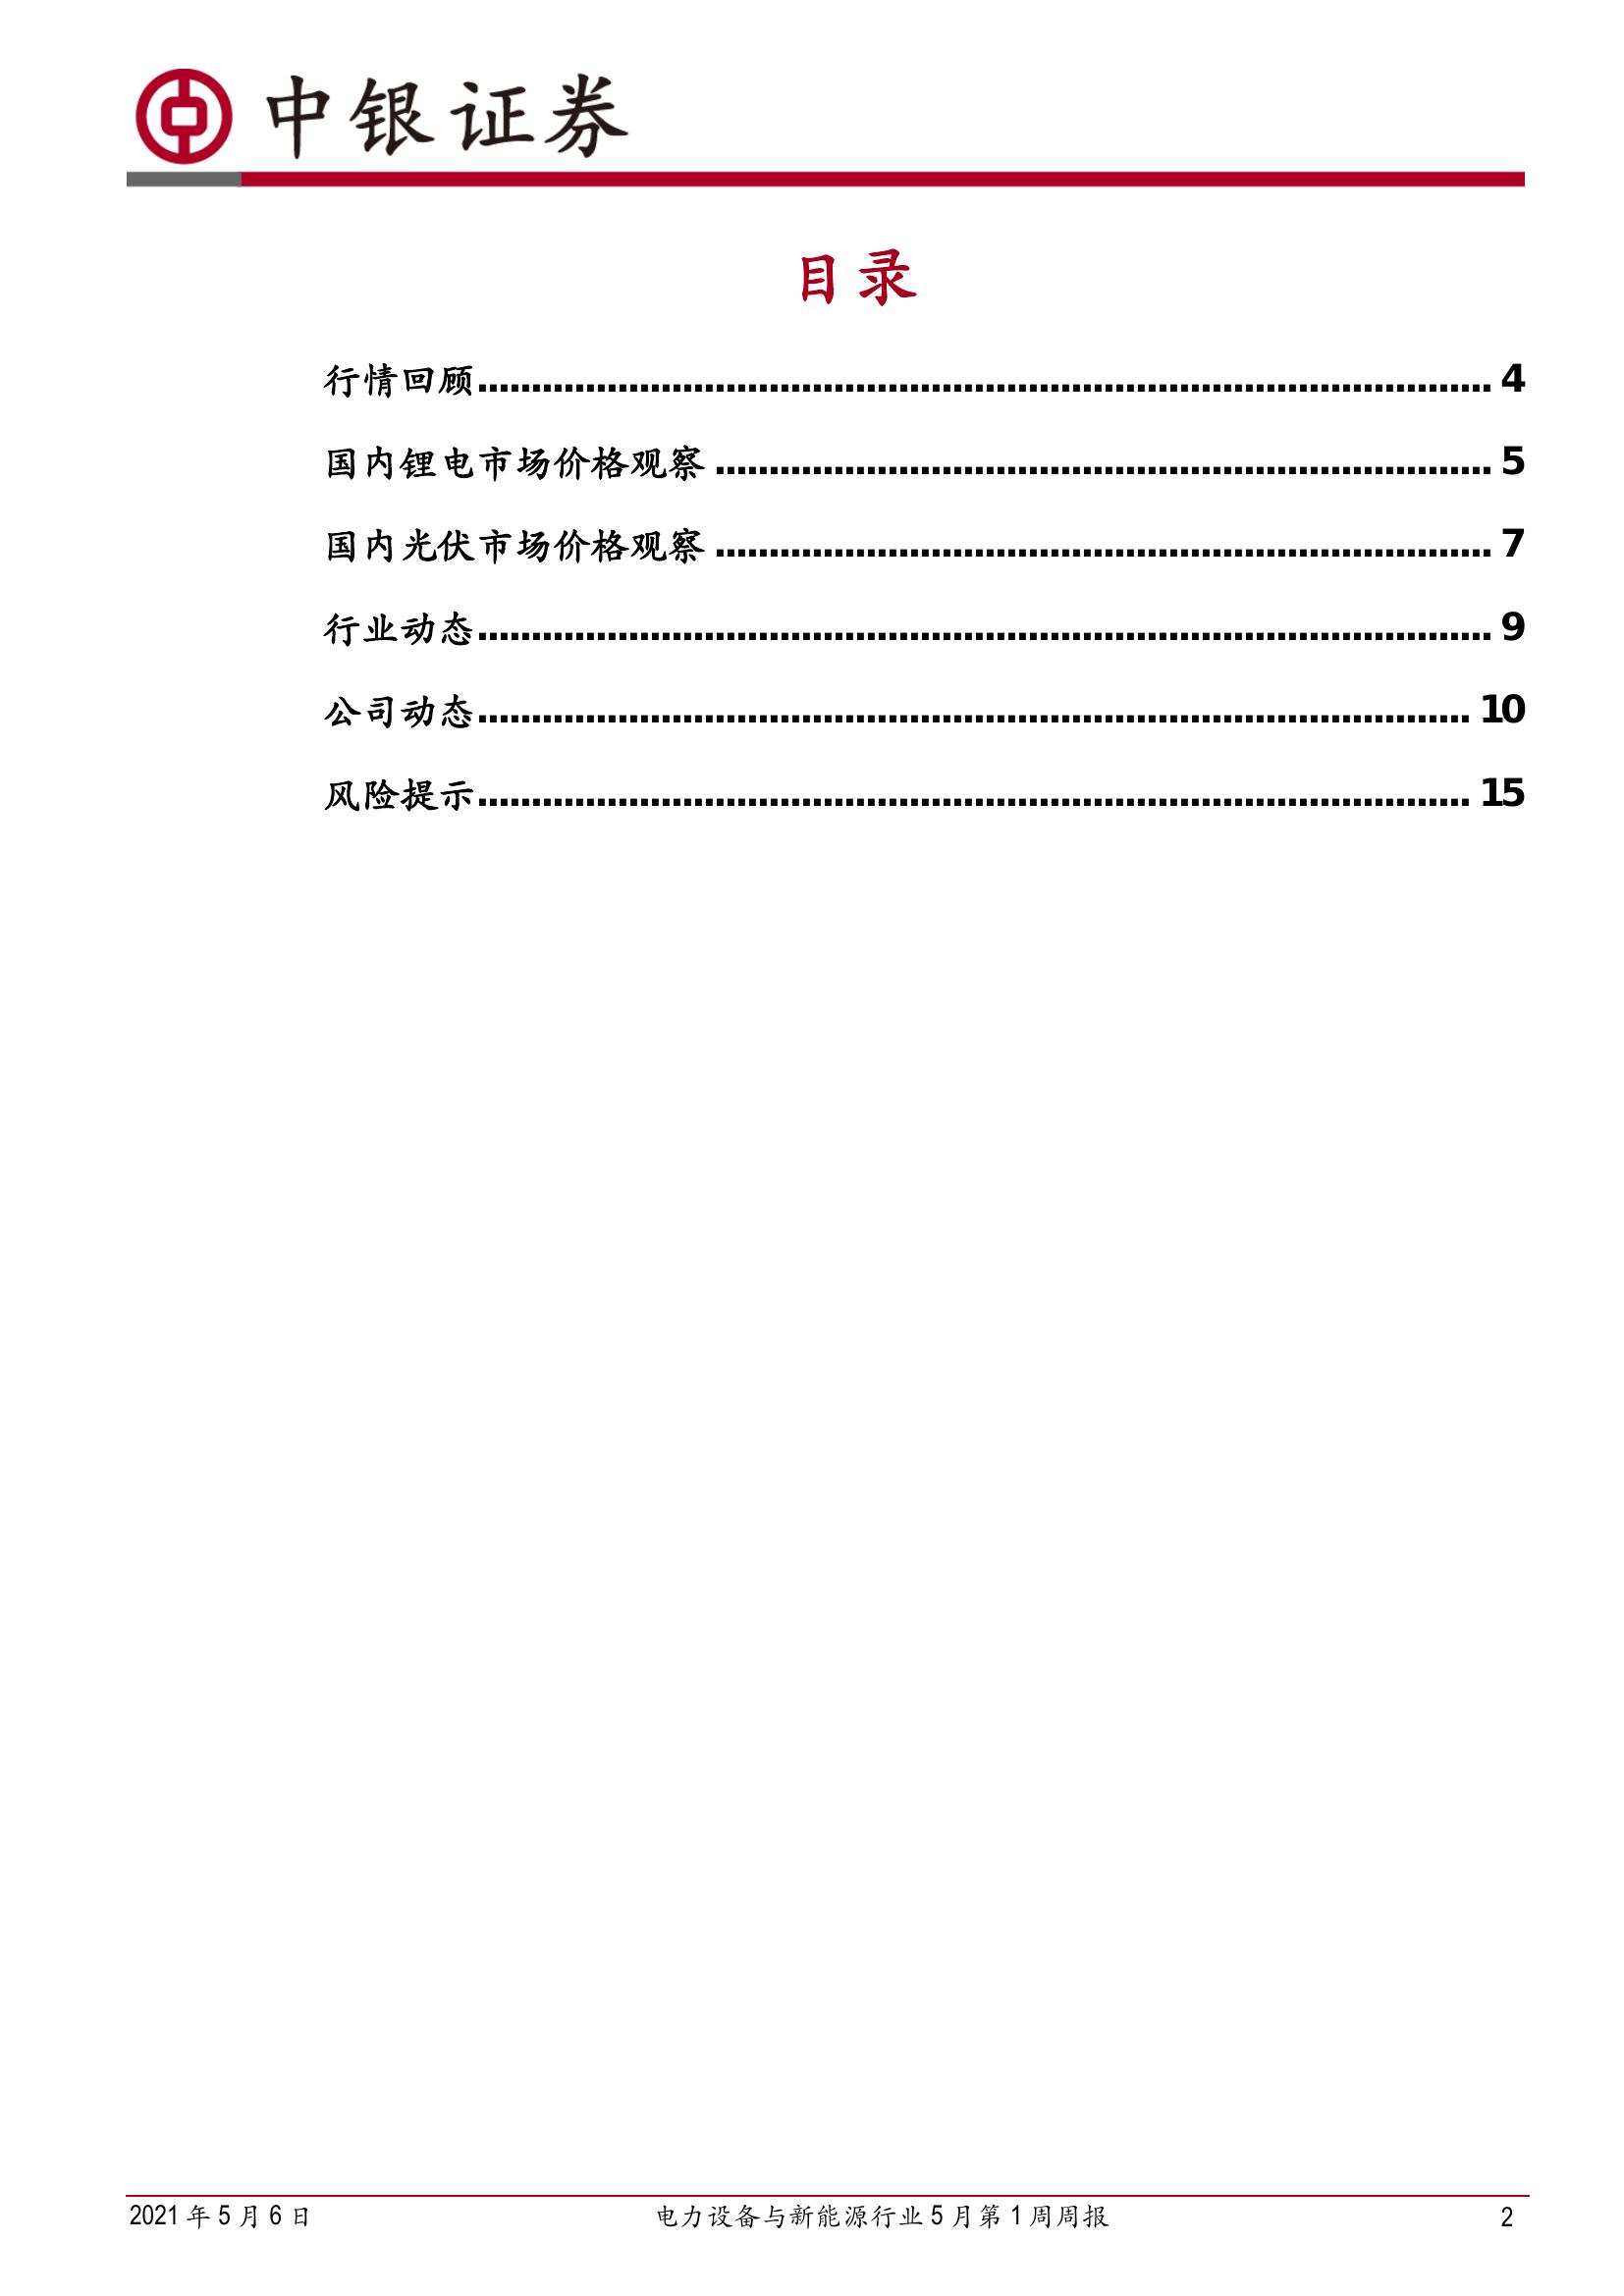 中银证券
目录
行情回顾........................................................................................................ 4
国内锂电市场价格观察 ................................................................................ 5
国内光伏市场价格观察 ................................................................................ 7
行业动态........................................................................................................ 9
公司动态...................................................................................................... 10
风险提示...................................................................................................... 15
2021 年 5 月 6 日 电力设备与新能源行业 5 月第 1 周周报 2